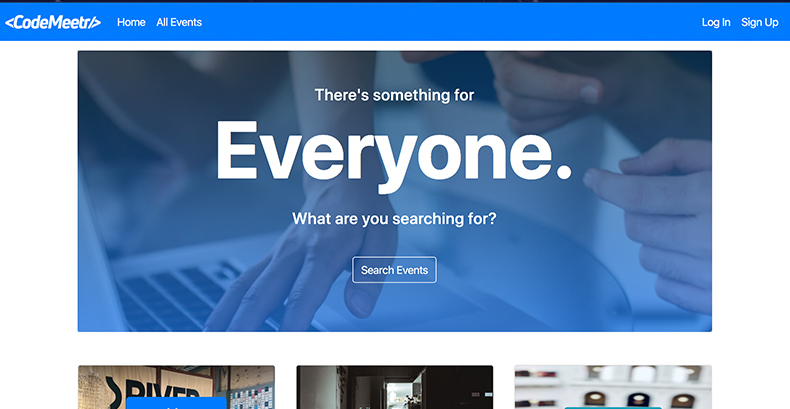 <CodeMeetr/>
Home
All Events
Log In
Sign Up
There's something for
Everyone.
What are you searching for?
Search Events
RIVER